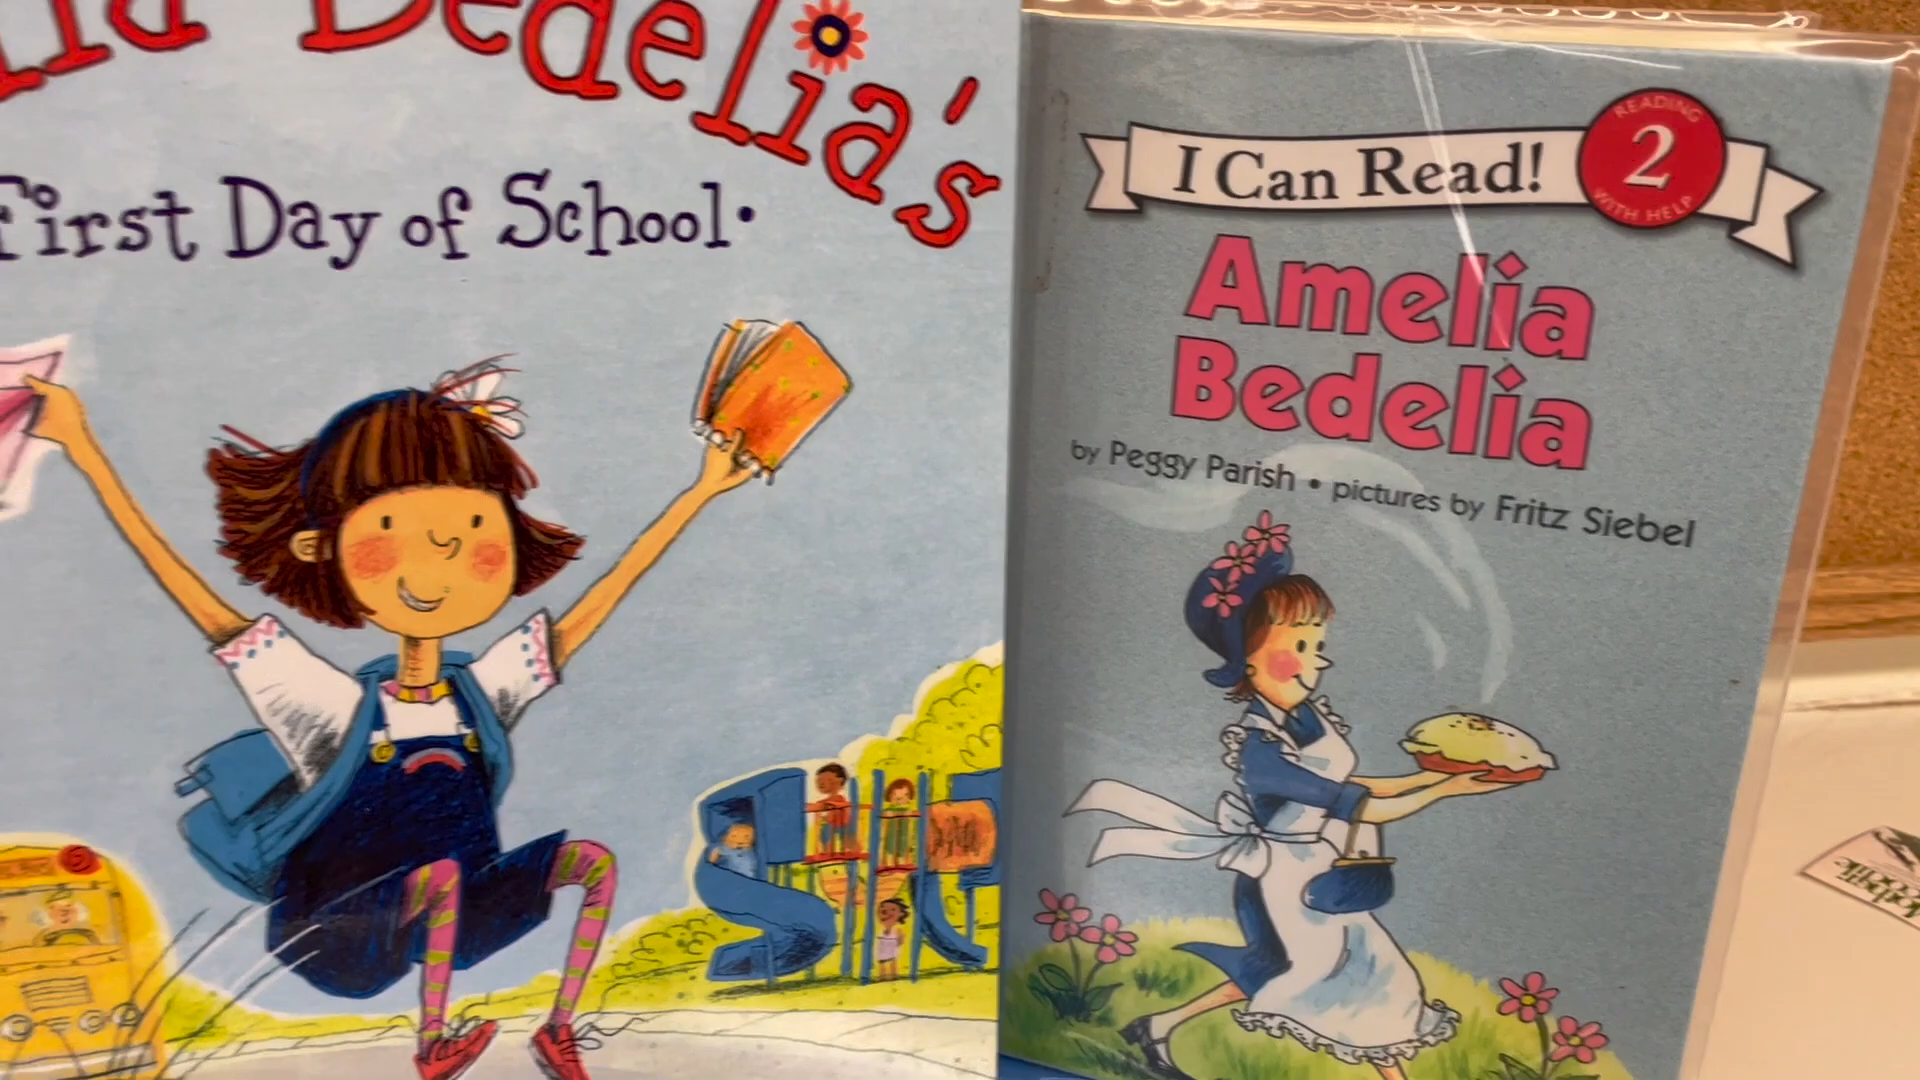 Bedelia's
First Day of School
I Can Read!
READING
2
WITH HELP
Amelia
Bedelia
by Peggy Parish • pictures by Fritz Siebel